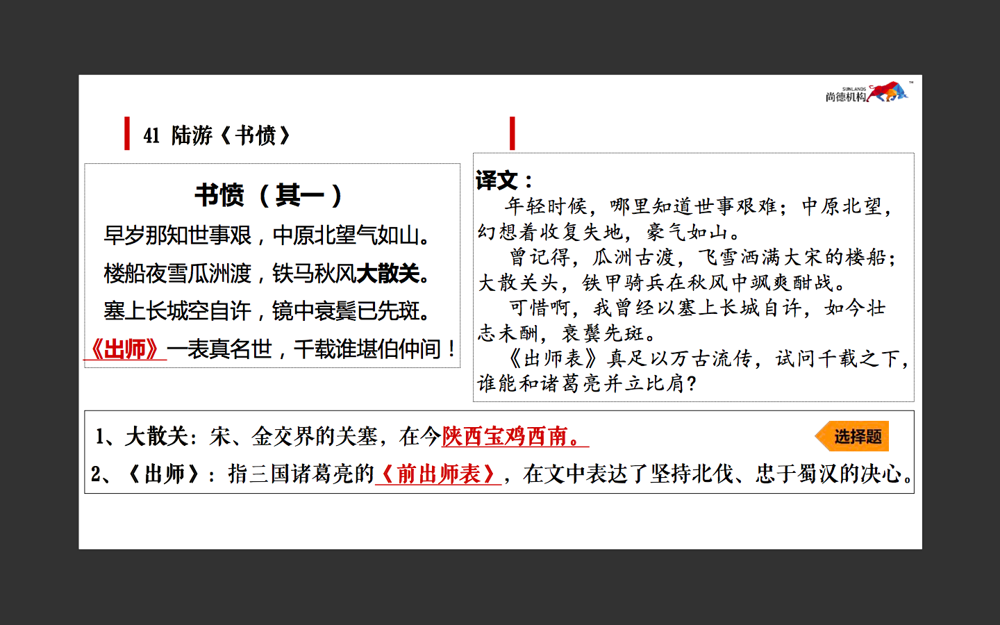 SUNLANDS
尚德机构
TM
41 陆游《书愤》
书愤（其一）
早岁那知世事艰，中原北望气如山。
楼船夜雪瓜洲渡，铁马秋风大散关。
塞上长城空自许，镜中衰鬓已先斑。
《出师》一表真名世，千载谁堪伯仲间！
译文：
年轻时候，哪里知道世事艰难；中原北望，
幻想着收复失地，豪气如山。
曾记得，瓜洲古渡，飞雪洒满大宋的楼船；
大散关头，铁甲骑兵在秋风中飒爽酣战。
可惜啊，我曾经以塞上长城自许，如今壮
志未酬，衰鬓先斑。
《出师表》真足以万古流传，试问千载之下，
谁能和诸葛亮并立比肩？
1、大散关：宋、金交界的关塞，在今陕西宝鸡西南。
选择题
2、《出师》：指三国诸葛亮的《前出师表》，在文中表达了坚持北伐、忠于蜀汉的决心。